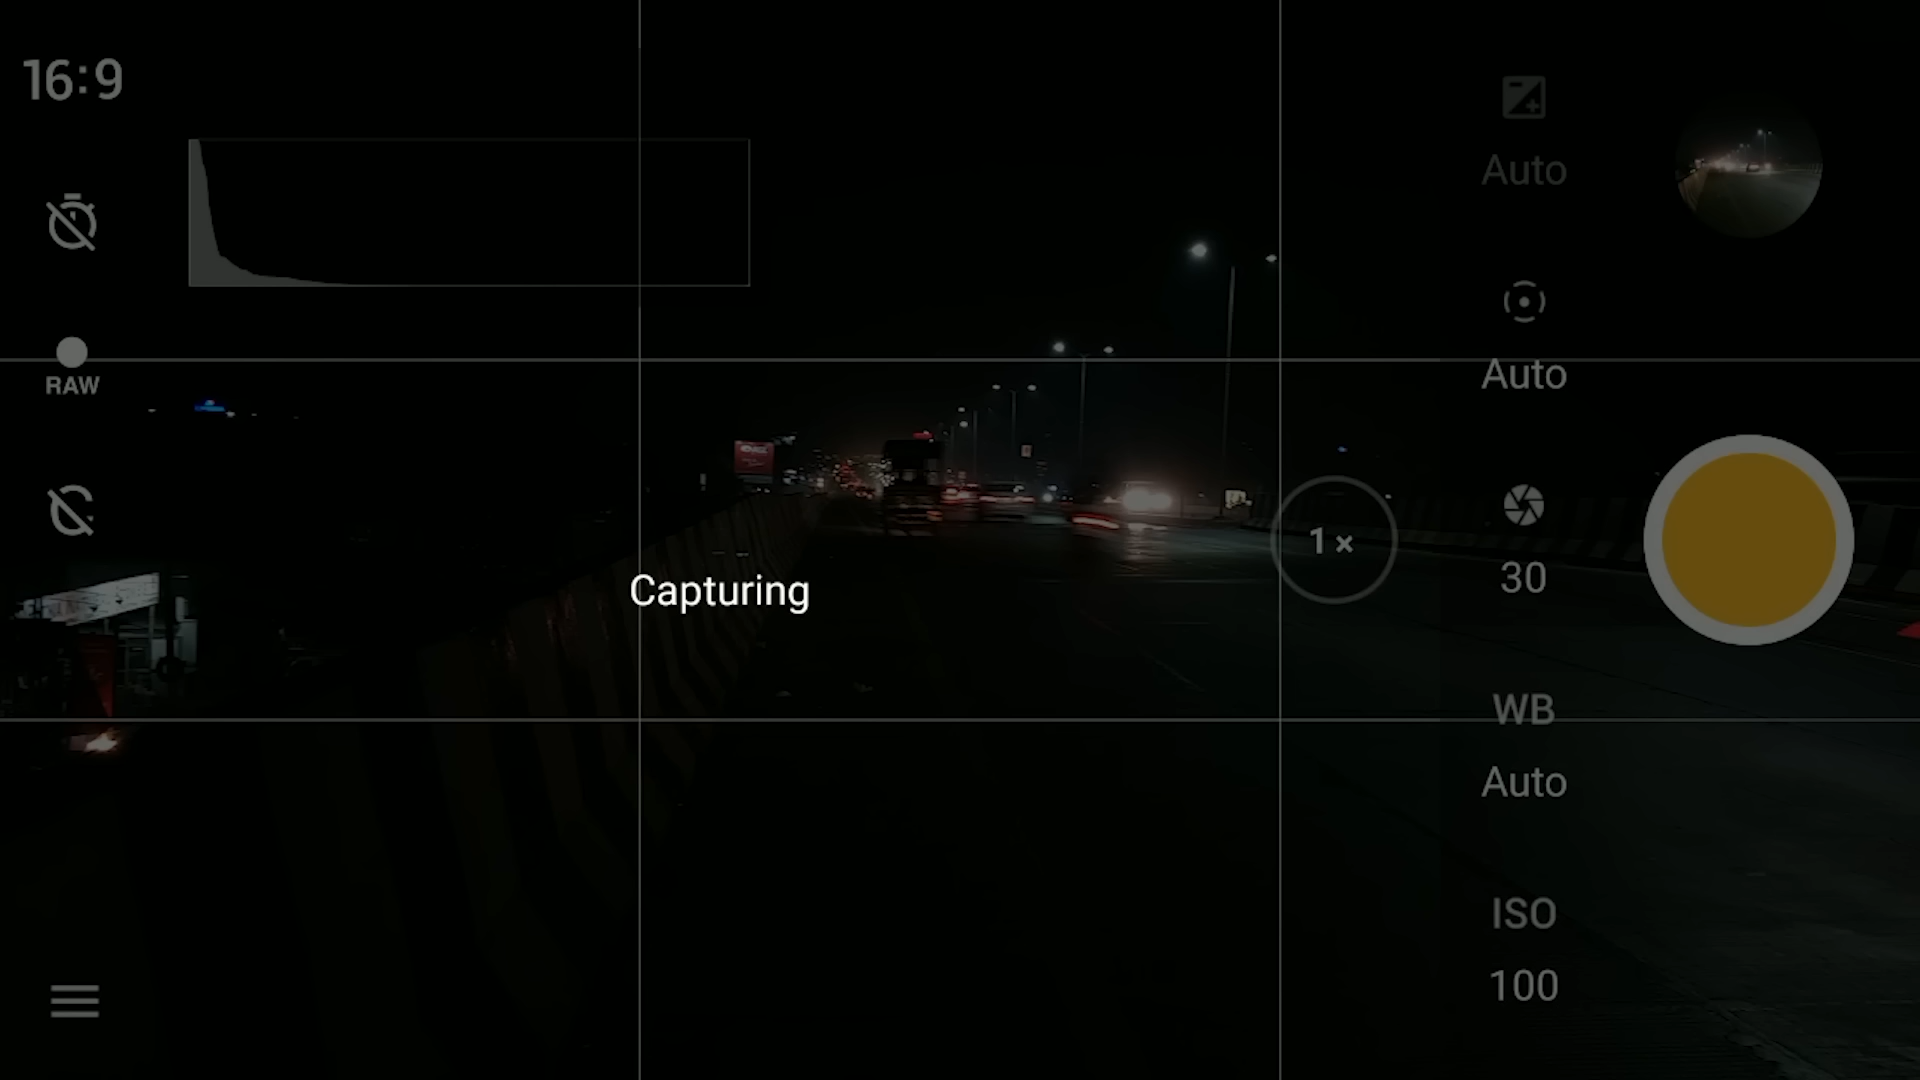 16:9
Auto
RAW
Auto
1×
30
Capturing
WB
Auto
ISO
100